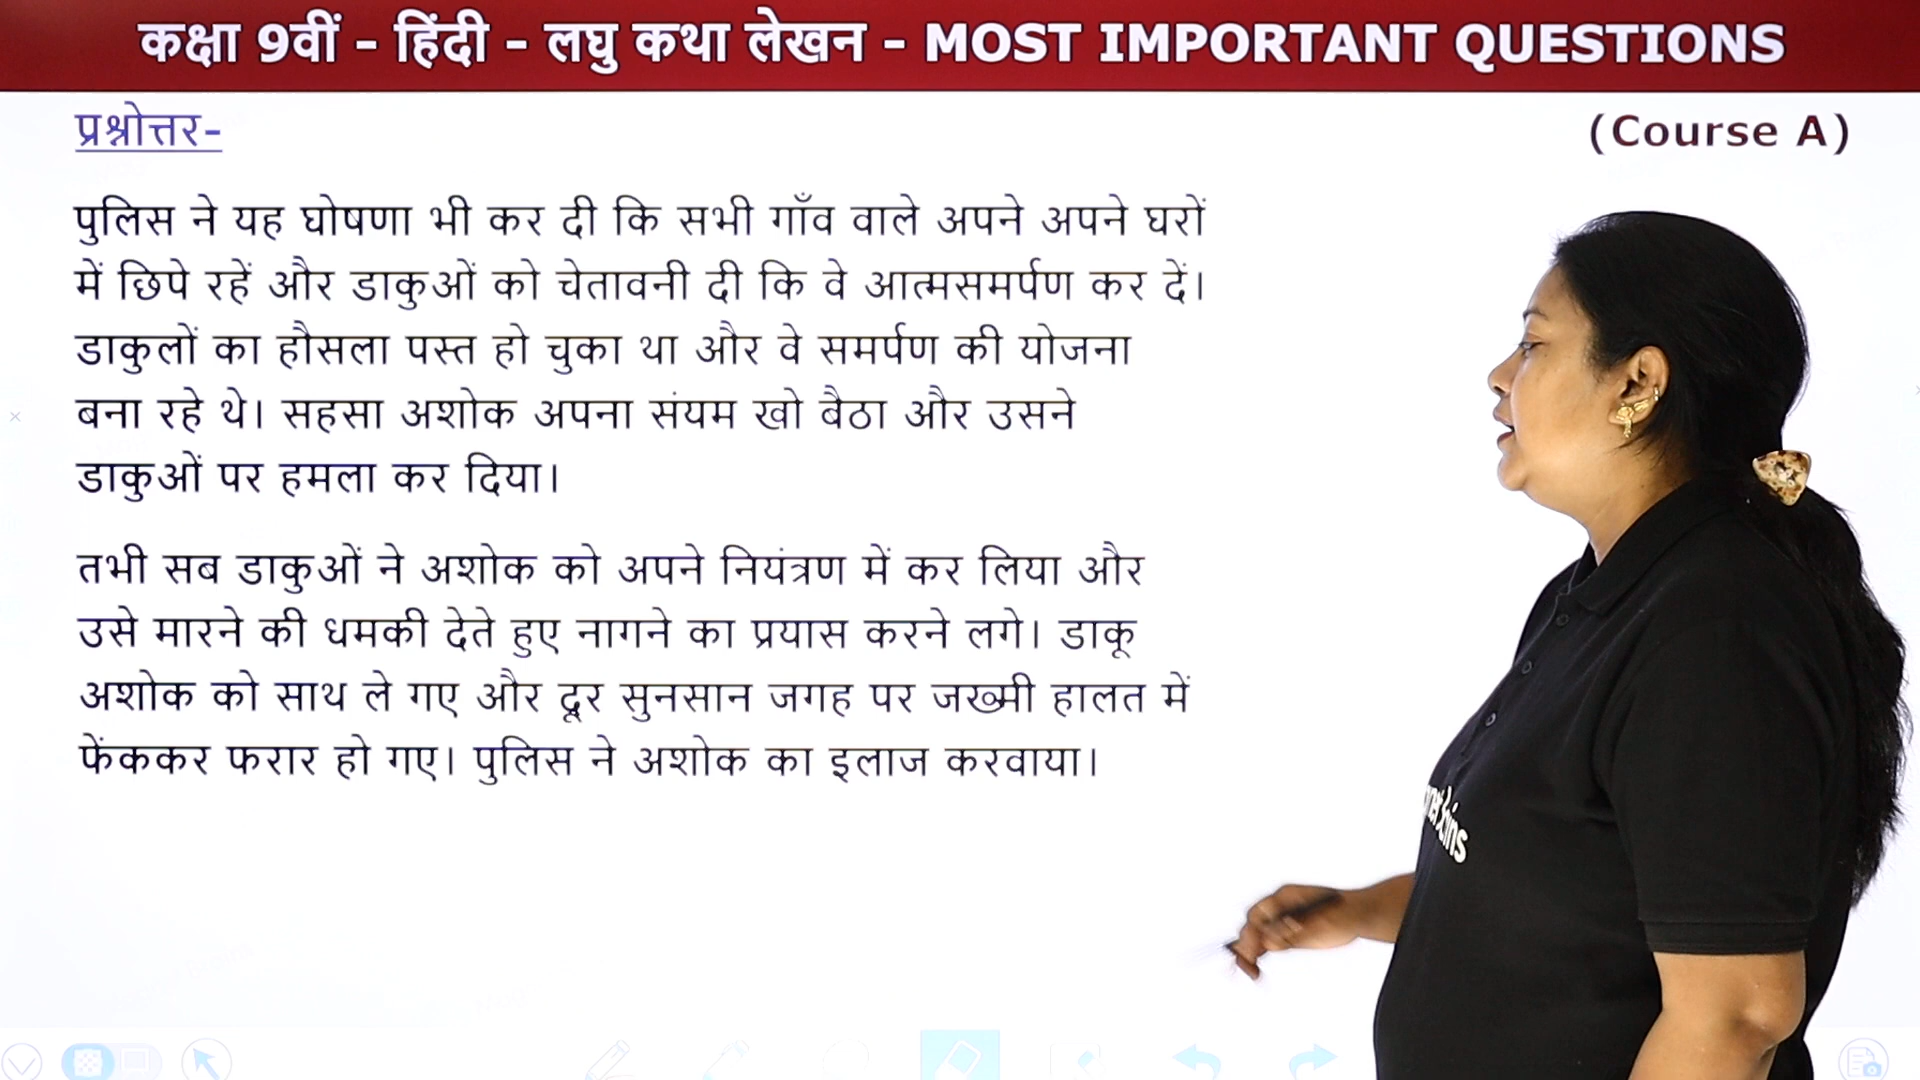 कक्षा 9वीं – हिंदी – लघु कथा लेखन – MOST IMPORTANT QUESTIONS
प्रश्नोत्तर-
(Course A)
पुलिस ने यह घोषणा भी कर दी कि सभी गाँव वाले अपने अपने घरों
में छिपे रहें और डाकुओं को चेतावनी दी कि वे आत्मसमर्पण कर दें।
डाकुलों का हौसला पस्त हो चुका था और वे समर्पण की योजना
बना रहे थे। सहसा अशोक अपना संयम खो बैठा और उसने
डाकुओं पर हमला कर दिया।
तभी सब डाकुओं ने अशोक को अपने नियंत्रण में कर लिया और
उसे मारने की धमकी देते हुए नागने का प्रयास करने लगे। डाकू
अशोक को साथ ले गए और दूर सुनसान जगह पर जख्मी हालत में
फेंककर फरार हो गए। पुलिस ने अशोक का इलाज करवाया।